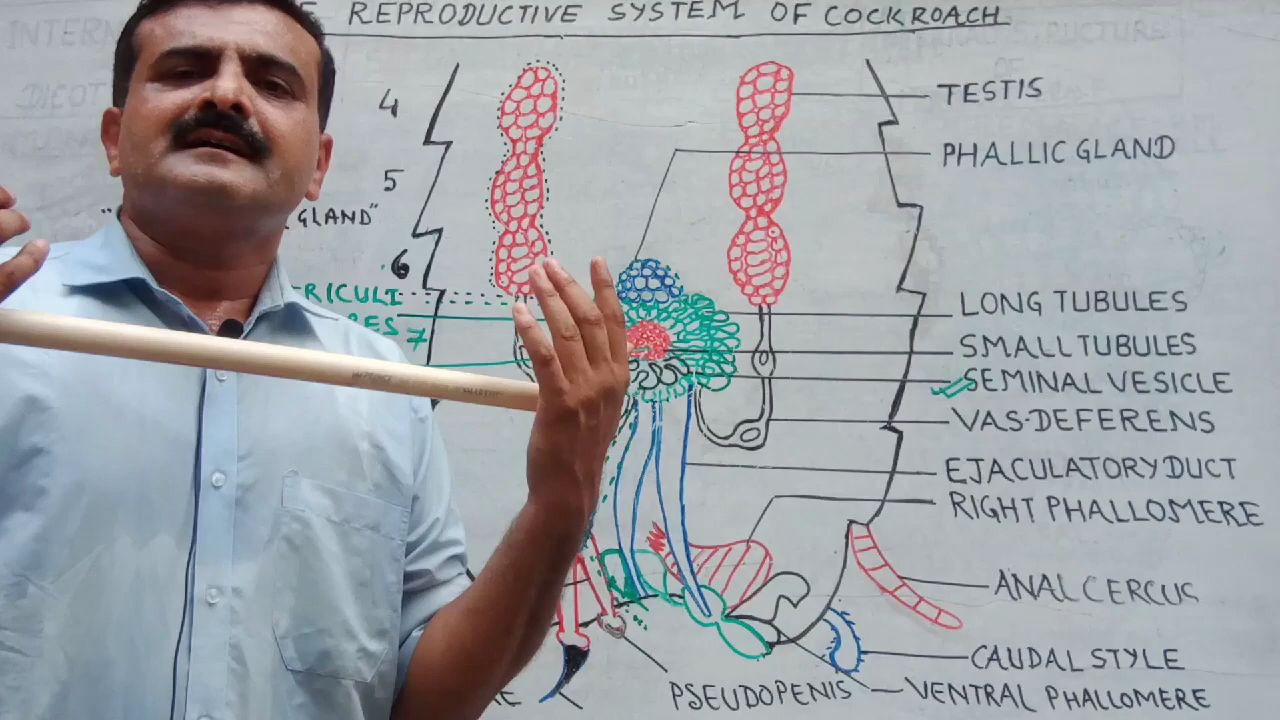 REPRODUCTIVE SYSTEM OF COCKROACH
4
TESTIS
PHALLIC GLAND
5
GLAND"
6
RICULI
LONG TUBULES
7
SMALL TUBULES
SEMINAL VESICLE
VAS-DEFERENS
EJACULATORY DUCT
RIGHT PHALLOMERE
ANAL CERCUS
CAUDAL STYLE
PSEUDOPENIS
VENTRAL PHALLOMERE